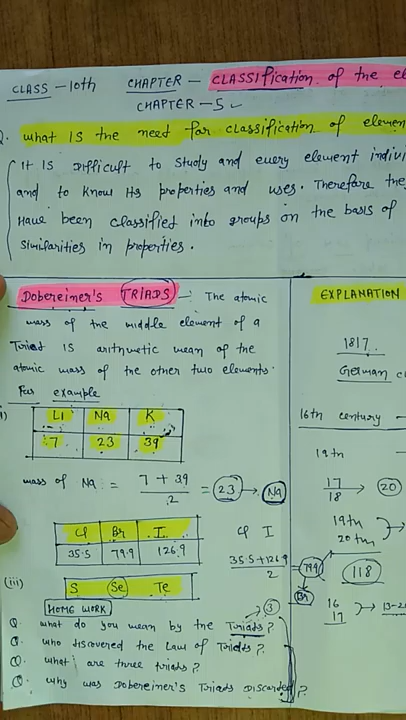 CLASS - 10th CHAPTER - CLASSIFication of the el
CHAPTER - 5
Q. what IS the need for classification of elemen
It IS Difficult to study and every element indivi
and to know its properties and uses. Therefore the
Have been classified into groups on the basis of
Similarities in properties.
Dobereiner's TRIADS - The atomic
mass of the middle element of a
Triad IS arithmetic mean of the
atomic mass of the other two elements.
For example
i)
Li Na K
7 23 39
mass of Na = 7 + 39 / 2 = 23 → Na
Cl Br I
35.5 79.9 126.9
Cl I
35.5 + 126.9 / 2 = 79.9
Br
(iii)
S Se Te
HOME WORK
3
Q. what do you mean by the Triads?
Q. who discovered the Law of Triads?
Q. what are three triads?
Q. why was Dobereiner's Triads Discarded?
EXPLANATION
1817.
German c
16th century -
19th
17
18 → 20
19th
20th
118
16
17 → 13-2